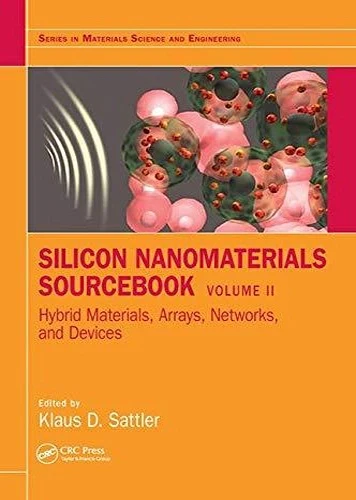 SERIES IN MATERIALS SCIENCE AND ENGINEERING
SILICON NANOMATERIALS
SOURCEBOOK VOLUME II
Hybrid Materials, Arrays, Networks,
and Devices
Edited by
Klaus D. Sattler
CRC Press
Taylor & Francis Group